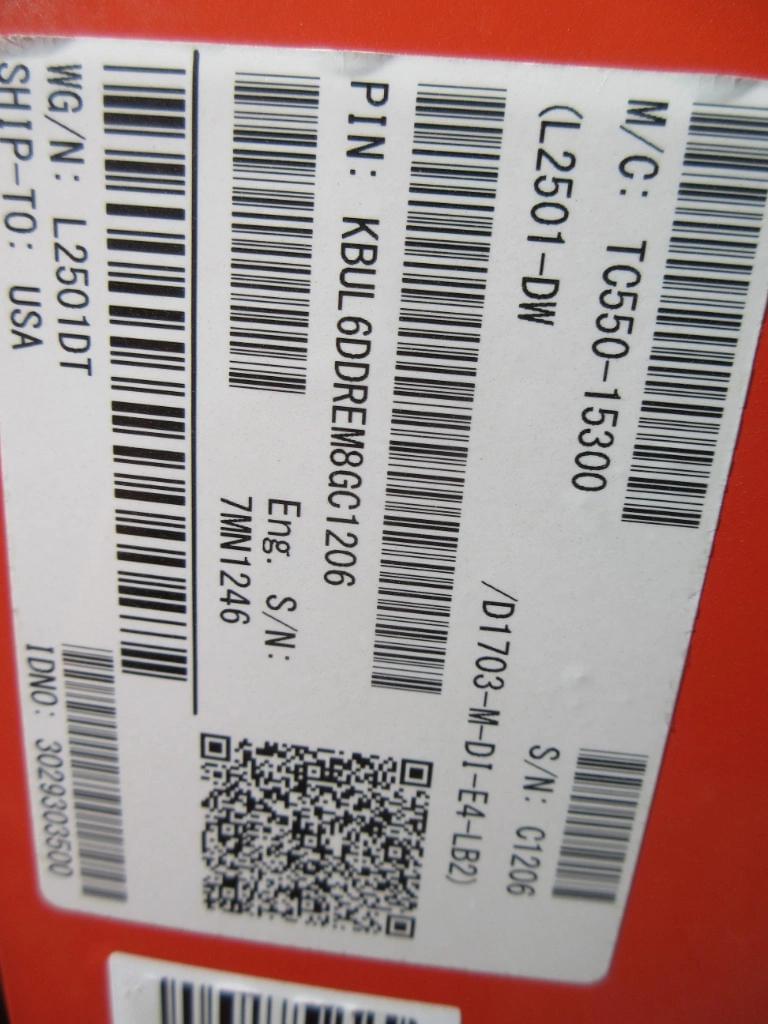 M/C: TC550-15300
S/N: C1206
(L2501-DW /D1703-M-DI-E4-LB2)
PIN: KBUL6DDREM8GC1206
Eng. S/N:
7MN1246
WG/N: L2501DT
SHIP-TO: USA
IDNO: 3029303500